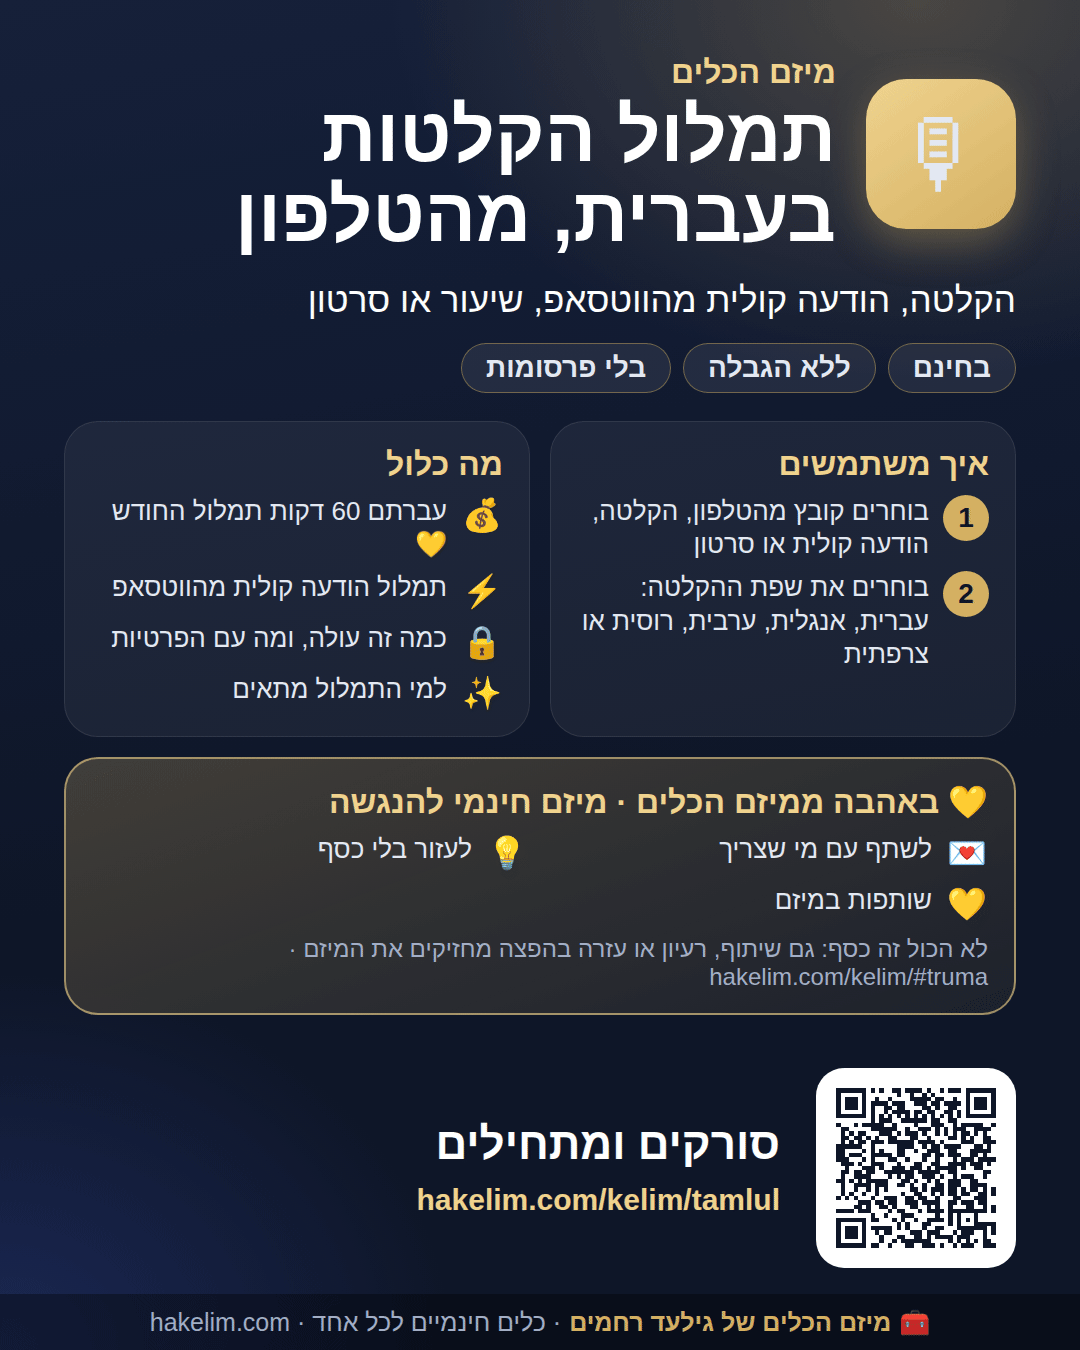 מיזם הכלים
תמלול הקלטות
בעברית, מהטלפון
הקלטה, הודעה קולית מהווטסאפ, שיעור או סרטון
בחינם
ללא הגבלה
בלי פרסומות
איך משתמשים
1
בוחרים קובץ מהטלפון, הקלטה,
הודעה קולית או סרטון
2
בוחרים את שפת ההקלטה:
עברית, אנגלית, ערבית, רוסית או
צרפתית
מה כלול
💰 עברתם 60 דקות תמלול החודש
💛
⚡ תמלול הודעה קולית מהווטסאפ
🔒 כמה זה עולה, ומה עם הפרטיות
✨ למי התמלול מתאים
💛 באהבה ממיזם הכלים · מיזם חינמי להנגשה
💌 לשתף עם מי שצריך
💡 לעזור בלי כסף
💛 שותפות במיזם
לא הכול זה כסף: גם שיתוף, רעיון או עזרה בהפצה מחזיקים את המיזם ·
hakelim.com/kelim/#truma
סורקים ומתחילים
hakelim.com/kelim/tamlul
🧰 מיזם הכלים של גילעד רחמים · כלים חינמיים לכל אחד · hakelim.com